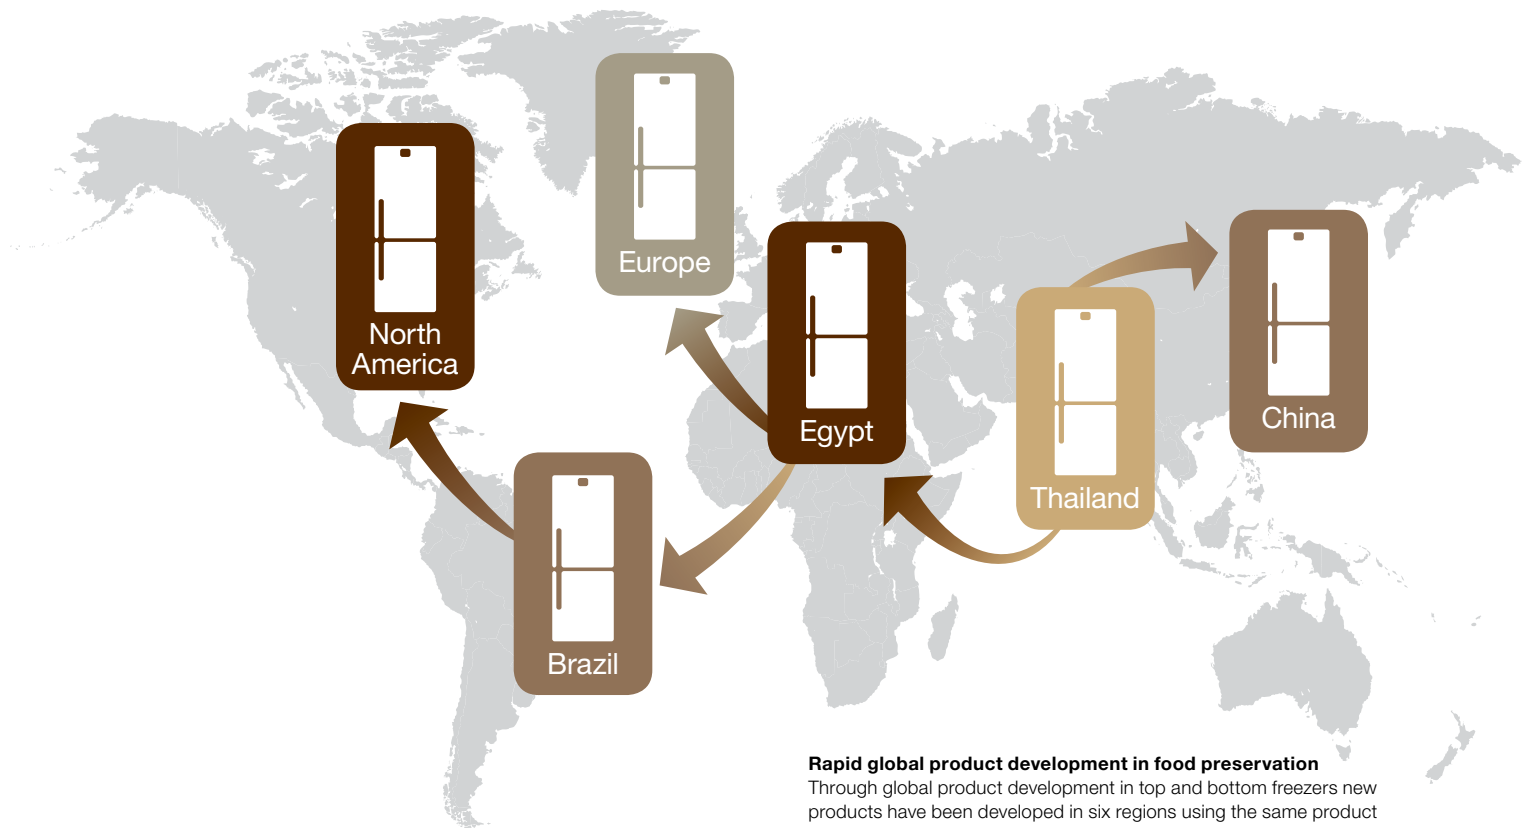 Europe
North
America
Egypt
China
Thailand
Brazil
Rapid global product development in food preservation
Through global product development in top and bottom freezers new
products have been developed in six regions using the same product